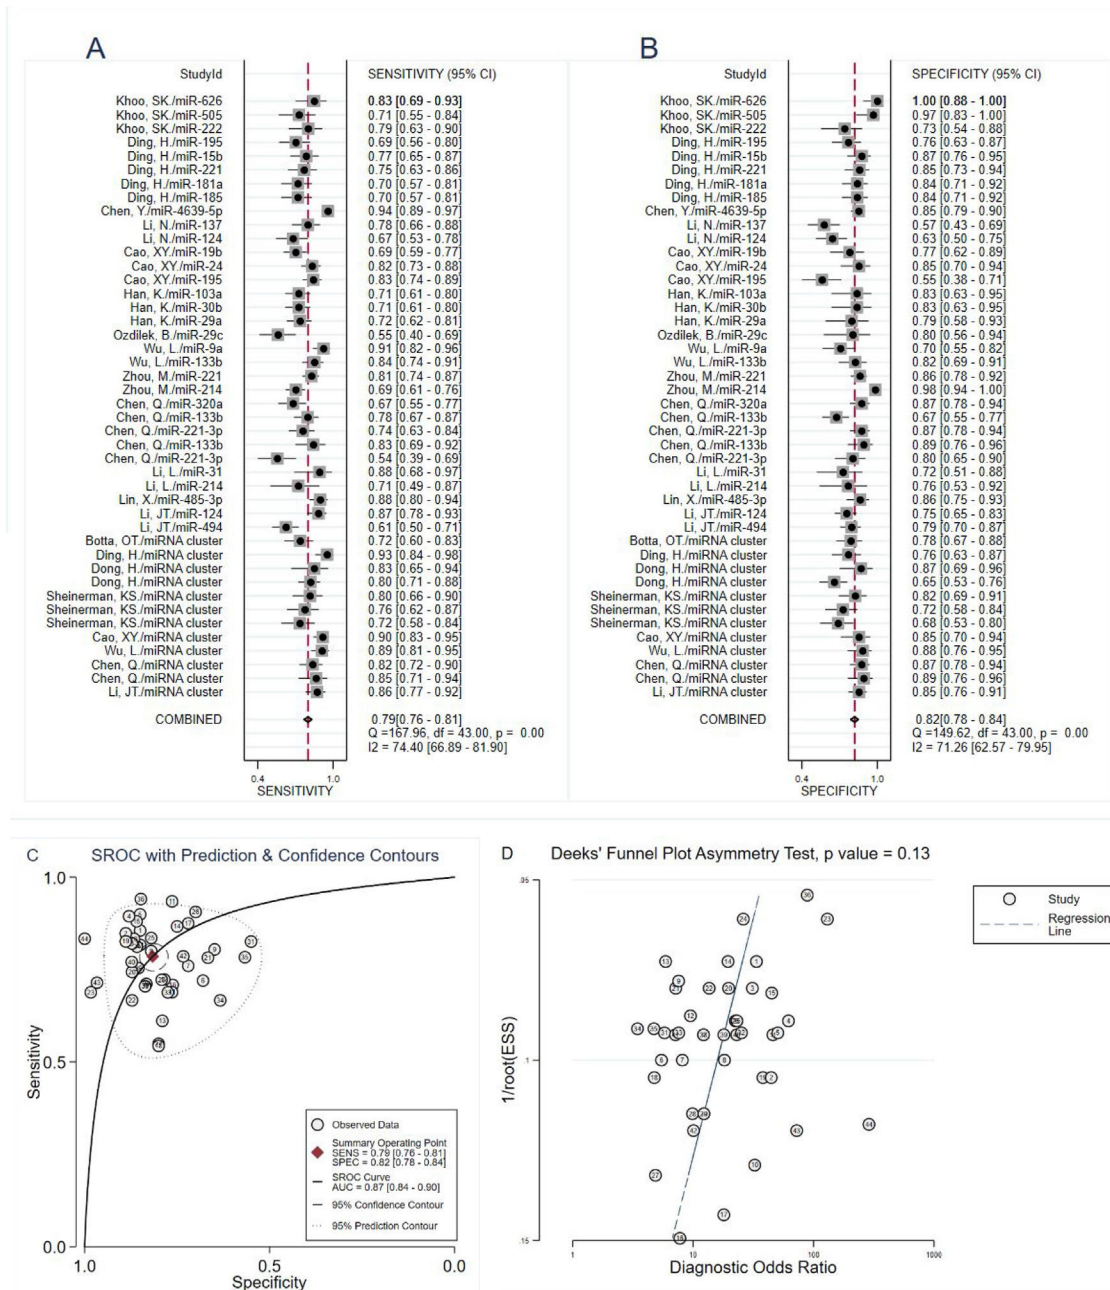 A
B
StudyId SENSITIVITY (95% CI)
Khoo, SK./miR-626 0.83 [0.69 - 0.93]
Khoo, SK./miR-505 0.71 [0.55 - 0.84]
Khoo, SK./miR-222 0.79 [0.63 - 0.90]
Ding, H./miR-195 0.69 [0.56 - 0.80]
Ding, H./miR-15b 0.77 [0.65 - 0.87]
Ding, H./miR-221 0.75 [0.63 - 0.86]
Ding, H./miR-181a 0.70 [0.57 - 0.81]
Ding, H./miR-185 0.70 [0.57 - 0.81]
Chen, Y./miR-4639-5p 0.94 [0.89 - 0.97]
Li, N./miR-137 0.78 [0.66 - 0.88]
Li, N./miR-124 0.67 [0.53 - 0.78]
Cao, XY./miR-19b 0.69 [0.59 - 0.77]
Cao, XY./miR-24 0.82 [0.73 - 0.88]
Cao, XY./miR-195 0.83 [0.74 - 0.89]
Han, K./miR-103a 0.71 [0.61 - 0.80]
Han, K./miR-30b 0.71 [0.61 - 0.80]
Han, K./miR-29a 0.72 [0.62 - 0.81]
Ozdilek, B./miR-29c 0.55 [0.40 - 0.69]
Wu, L./miR-9a 0.91 [0.82 - 0.96]
Wu, L./miR-133b 0.84 [0.74 - 0.91]
Zhou, M./miR-221 0.81 [0.74 - 0.87]
Zhou, M./miR-214 0.69 [0.61 - 0.76]
Chen, Q./miR-320a 0.67 [0.55 - 0.77]
Chen, Q./miR-133b 0.78 [0.67 - 0.87]
Chen, Q./miR-221-3p 0.74 [0.63 - 0.84]
Chen, Q./miR-133b 0.83 [0.69 - 0.92]
Chen, Q./miR-221-3p 0.54 [0.39 - 0.69]
Li, L./miR-31 0.88 [0.68 - 0.97]
Li, L./miR-214 0.71 [0.49 - 0.87]
Lin, X./miR-485-3p 0.88 [0.80 - 0.94]
Li, JT./miR-124 0.87 [0.78 - 0.93]
Li, JT./miR-494 0.61 [0.50 - 0.71]
Botta, OT./miRNA cluster 0.72 [0.60 - 0.83]
Ding, H./miRNA cluster 0.93 [0.84 - 0.98]
Dong, H./miRNA cluster 0.83 [0.65 - 0.94]
Dong, H./miRNA cluster 0.80 [0.71 - 0.88]
Sheinerman, KS./miRNA cluster 0.80 [0.66 - 0.90]
Sheinerman, KS./miRNA cluster 0.76 [0.62 - 0.87]
Sheinerman, KS./miRNA cluster 0.72 [0.58 - 0.84]
Cao, XY./miRNA cluster 0.90 [0.83 - 0.95]
Wu, L./miRNA cluster 0.89 [0.81 - 0.95]
Chen, Q./miRNA cluster 0.82 [0.72 - 0.90]
Chen, Q./miRNA cluster 0.85 [0.71 - 0.94]
Li, JT./miRNA cluster 0.86 [0.77 - 0.92]
COMBINED 0.79[0.76 - 0.81]
Q =167.96, df = 43.00, p = 0.00
I2 = 74.40 [66.89 - 81.90]
0.4 1.0
SENSITIVITY
StudyId SPECIFICITY (95% CI)
Khoo, SK./miR-626 1.00 [0.88 - 1.00]
Khoo, SK./miR-505 0.97 [0.83 - 1.00]
Khoo, SK./miR-222 0.73 [0.54 - 0.88]
Ding, H./miR-195 0.76 [0.63 - 0.87]
Ding, H./miR-15b 0.87 [0.76 - 0.95]
Ding, H./miR-221 0.85 [0.73 - 0.94]
Ding, H./miR-181a 0.84 [0.71 - 0.92]
Ding, H./miR-185 0.84 [0.71 - 0.92]
Chen, Y./miR-4639-5p 0.85 [0.79 - 0.90]
Li, N./miR-137 0.57 [0.43 - 0.69]
Li, N./miR-124 0.63 [0.50 - 0.75]
Cao, XY./miR-19b 0.77 [0.62 - 0.89]
Cao, XY./miR-24 0.85 [0.70 - 0.94]
Cao, XY./miR-195 0.55 [0.38 - 0.71]
Han, K./miR-103a 0.83 [0.63 - 0.95]
Han, K./miR-30b 0.83 [0.63 - 0.95]
Han, K./miR-29a 0.79 [0.58 - 0.93]
Ozdilek, B./miR-29c 0.80 [0.56 - 0.94]
Wu, L./miR-9a 0.70 [0.55 - 0.82]
Wu, L./miR-133b 0.82 [0.69 - 0.91]
Zhou, M./miR-221 0.86 [0.78 - 0.92]
Zhou, M./miR-214 0.98 [0.94 - 1.00]
Chen, Q./miR-320a 0.87 [0.78 - 0.94]
Chen, Q./miR-133b 0.67 [0.55 - 0.77]
Chen, Q./miR-221-3p 0.87 [0.78 - 0.94]
Chen, Q./miR-133b 0.89 [0.76 - 0.96]
Chen, Q./miR-221-3p 0.80 [0.65 - 0.90]
Li, L./miR-31 0.72 [0.51 - 0.88]
Li, L./miR-214 0.76 [0.53 - 0.92]
Lin, X./miR-485-3p 0.86 [0.75 - 0.93]
Li, JT./miR-124 0.75 [0.65 - 0.83]
Li, JT./miR-494 0.79 [0.70 - 0.87]
Botta, OT./miRNA cluster 0.78 [0.67 - 0.88]
Ding, H./miRNA cluster 0.76 [0.63 - 0.87]
Dong, H./miRNA cluster 0.87 [0.69 - 0.96]
Dong, H./miRNA cluster 0.65 [0.53 - 0.76]
Sheinerman, KS./miRNA cluster 0.82 [0.69 - 0.91]
Sheinerman, KS./miRNA cluster 0.72 [0.58 - 0.84]
Sheinerman, KS./miRNA cluster 0.68 [0.53 - 0.80]
Cao, XY./miRNA cluster 0.85 [0.70 - 0.94]
Wu, L./miRNA cluster 0.88 [0.76 - 0.95]
Chen, Q./miRNA cluster 0.87 [0.78 - 0.94]
Chen, Q./miRNA cluster 0.89 [0.76 - 0.96]
Li, JT./miRNA cluster 0.85 [0.76 - 0.91]
COMBINED 0.82[0.78 - 0.84]
Q =149.62, df = 43.00, p = 0.00
I2 = 71.26 [62.57 - 79.95]
0.4 1.0
SPECIFICITY
C SROC with Prediction & Confidence Contours
1.0
0.5
0.0
Sensitivity
Observed Data
Summary Operating Point
SENS = 0.79 [0.76 - 0.81]
SPEC = 0.82 [0.78 - 0.84]
SROC Curve
AUC = 0.87 [0.84 - 0.90]
95% Confidence Contour
95% Prediction Contour
1.0 0.5 0.0
Specificity
D Deeks' Funnel Plot Asymmetry Test, p value = 0.13
.05
.1
.15
1/root(ESS)
Study
Regression
Line
1 10 100 1000
Diagnostic Odds Ratio